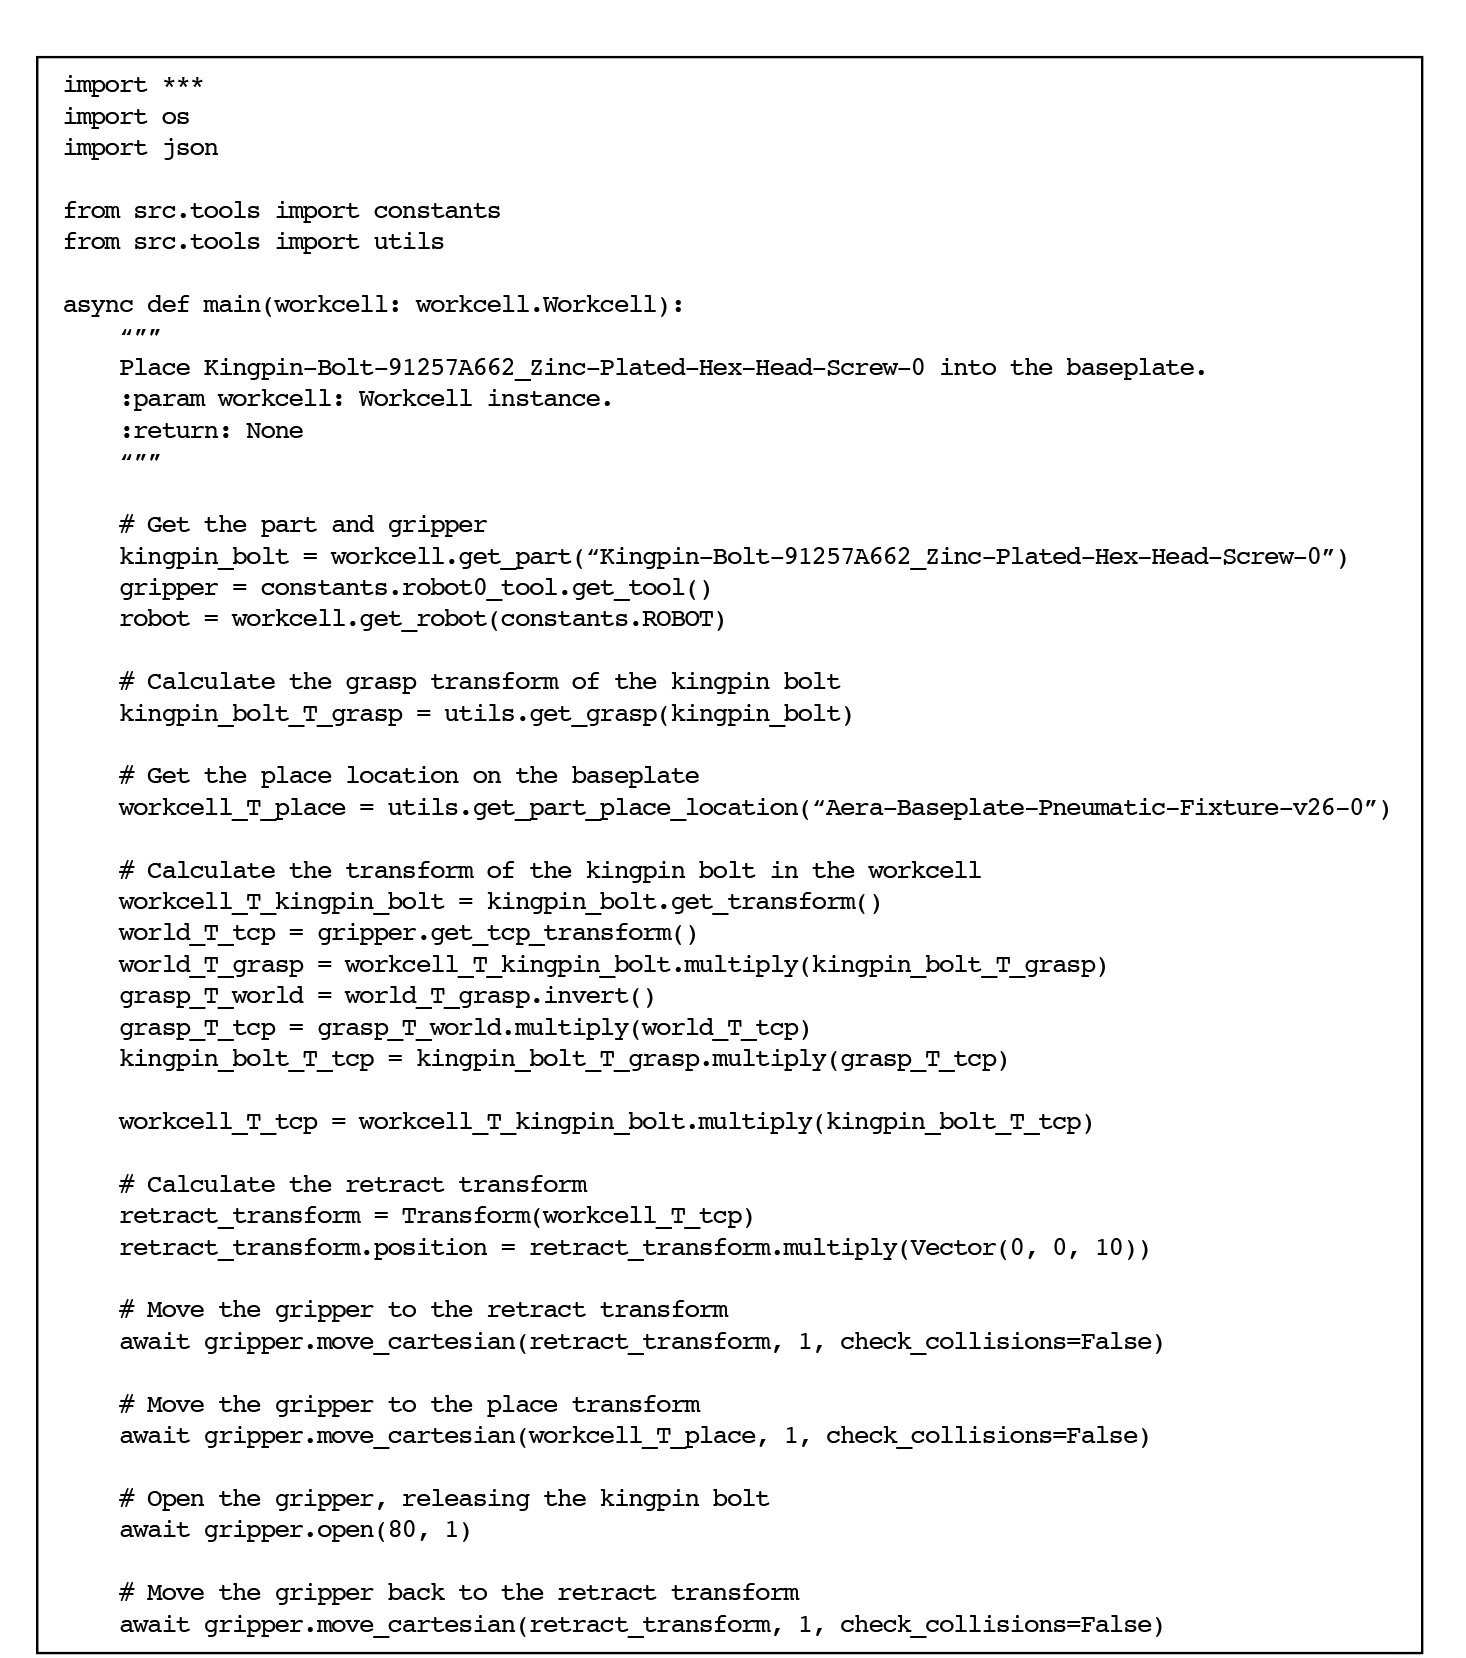 import ***
import os
import json

from src.tools import constants
from src.tools import utils

async def main(workcell: workcell.Workcell):
    “””
    Place Kingpin-Bolt-91257A662_Zinc-Plated-Hex-Head-Screw-0 into the baseplate.
    :param workcell: Workcell instance.
    :return: None
    “””

    # Get the part and gripper
    kingpin_bolt = workcell.get_part(“Kingpin-Bolt-91257A662_Zinc-Plated-Hex-Head-Screw-0”)
    gripper = constants.robot0_tool.get_tool()
    robot = workcell.get_robot(constants.ROBOT)

    # Calculate the grasp transform of the kingpin bolt
    kingpin_bolt_T_grasp = utils.get_grasp(kingpin_bolt)

    # Get the place location on the baseplate
    workcell_T_place = utils.get_part_place_location(“Aera-Baseplate-Pneumatic-Fixture-v26-0”)

    # Calculate the transform of the kingpin bolt in the workcell
    workcell_T_kingpin_bolt = kingpin_bolt.get_transform()
    world_T_tcp = gripper.get_tcp_transform()
    world_T_grasp = workcell_T_kingpin_bolt.multiply(kingpin_bolt_T_grasp)
    grasp_T_world = world_T_grasp.invert()
    grasp_T_tcp = grasp_T_world.multiply(world_T_tcp)
    kingpin_bolt_T_tcp = kingpin_bolt_T_grasp.multiply(grasp_T_tcp)

    workcell_T_tcp = workcell_T_kingpin_bolt.multiply(kingpin_bolt_T_tcp)

    # Calculate the retract transform
    retract_transform = Transform(workcell_T_tcp)
    retract_transform.position = retract_transform.multiply(Vector(0, 0, 10))

    # Move the gripper to the retract transform
    await gripper.move_cartesian(retract_transform, 1, check_collisions=False)

    # Move the gripper to the place transform
    await gripper.move_cartesian(workcell_T_place, 1, check_collisions=False)

    # Open the gripper, releasing the kingpin bolt
    await gripper.open(80, 1)

    # Move the gripper back to the retract transform
    await gripper.move_cartesian(retract_transform, 1, check_collisions=False)